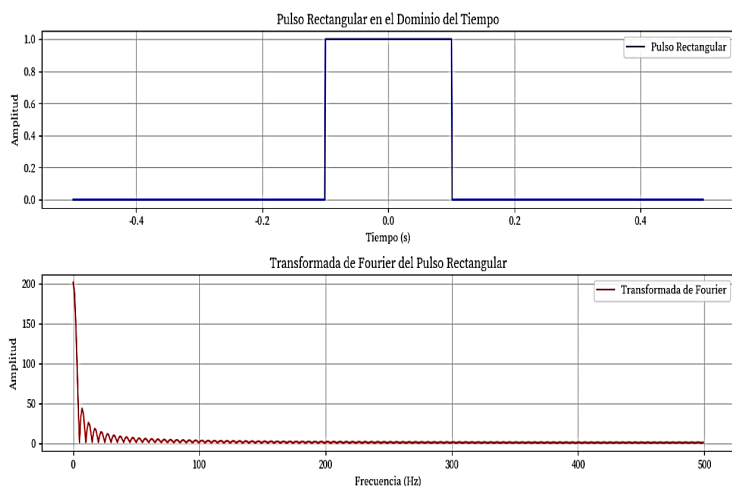 Pulso Rectangular en el Dominio del Tiempo
1.0
0.8
0.6
0.4
0.2
0.0
Amplitud
Pulso Rectangular
-0.4 -0.2 0.0 0.2 0.4
Tiempo (s)
Transformada de Fourier del Pulso Rectangular
200
150
100
50
0
Amplitud
Transformada de Fourier
0 100 200 300 400 500
Frecuencia (Hz)